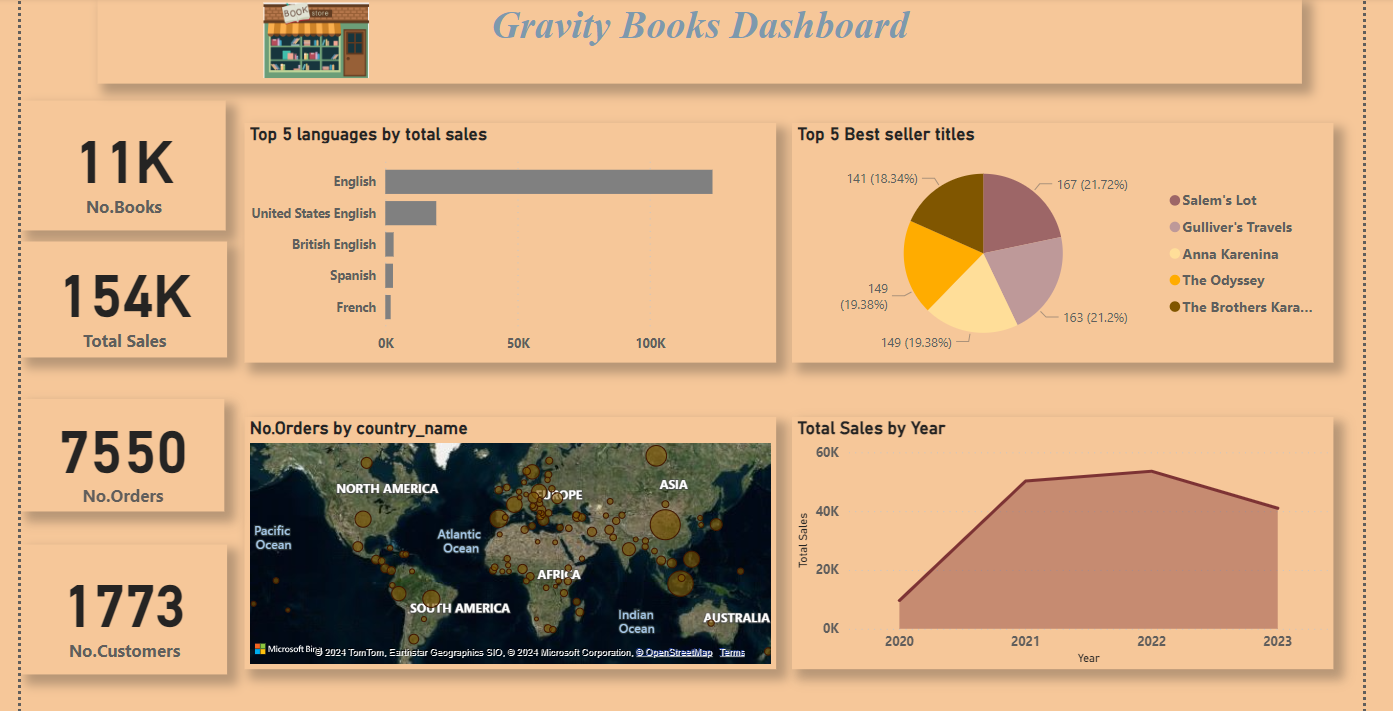 BOOK
store
Gravity Books Dashboard
11K
No.Books
154K
Total Sales
7550
No.Orders
1773
No.Customers
Top 5 languages by total sales
English
United States English
British English
Spanish
French
0K
50K
100K
Top 5 Best seller titles
141 (18.34%)
167 (21.72%)
149
(19.38%)
149 (19.38%)
163 (21.2%)
Salem's Lot
Gulliver's Travels
Anna Karenina
The Odyssey
The Brothers Kara...
No.Orders by country_name
NORTH AMERICA
EUROPE
ASIA
Pacific
Ocean
Atlantic
Ocean
AFRICA
SOUTH AMERICA
Indian
Ocean
AUSTRALIA
Microsoft Bing
© 2024 TomTom, Earthstar Geographics SIO, © 2024 Microsoft Corporation, © OpenStreetMap Terms
Total Sales by Year
60K
40K
20K
0K
Total Sales
2020
2021
2022
2023
Year